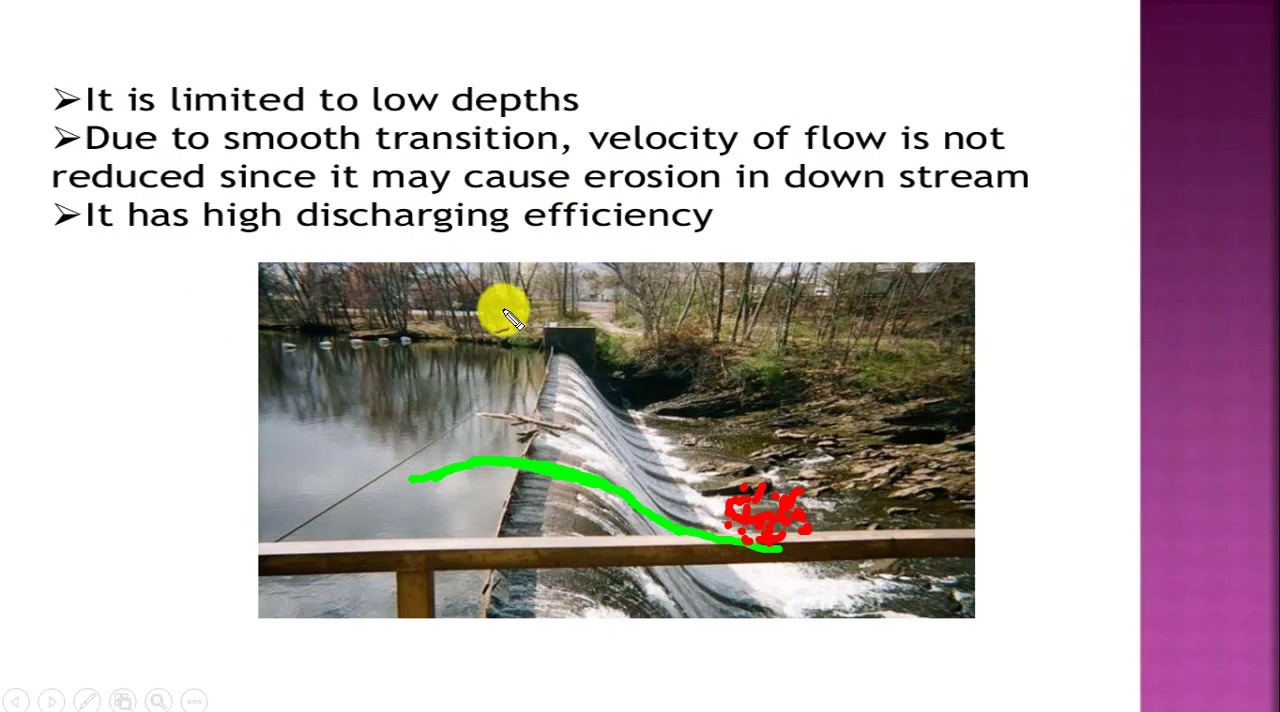 ➢It is limited to low depths
➢Due to smooth transition, velocity of flow is not
reduced since it may cause erosion in down stream
➢It has high discharging efficiency